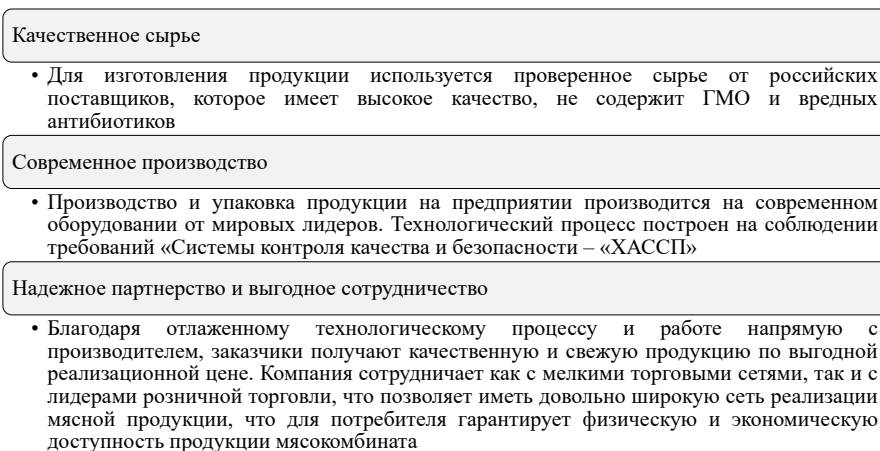 Качественное сырье
• Для изготовления продукции используется проверенное сырье от российских
поставщиков, которое имеет высокое качество, не содержит ГМО и вредных
антибиотиков
Современное производство
• Производство и упаковка продукции на предприятии производится на современном
оборудовании от мировых лидеров. Технологический процесс построен на соблюдении
требований «Системы контроля качества и безопасности – «ХАССП»
Надежное партнерство и выгодное сотрудничество
• Благодаря отлаженному технологическому процессу и работе напрямую с
производителем, заказчики получают качественную и свежую продукцию по выгодной
реализационной цене. Компания сотрудничает как с мелкими торговыми сетями, так и с
лидерами розничной торговли, что позволяет иметь довольно широкую сеть реализации
мясной продукции, что для потребителя гарантирует физическую и экономическую
доступность продукции мясокомбината